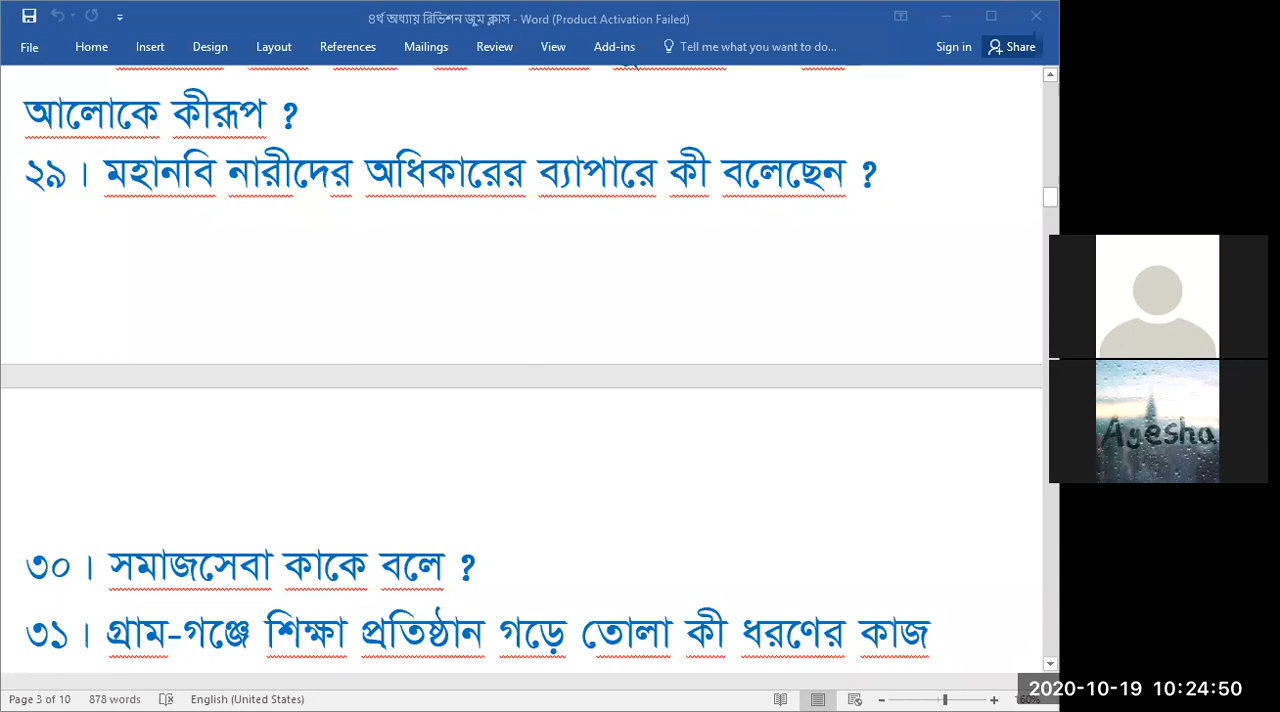 ৪র্থ অধ্যায় রিভিশন জুম ক্লাস - Word (Product Activation Failed)
File Home Insert Design Layout References Mailings Review View Add-ins Tell me what you want to do... Sign in Share
আলোকে কীরূপ ?
২৯। মহানবি নারীদের অধিকারের ব্যাপারে কী বলেছেন ?
Ayesha
৩০। সমাজসেবা কাকে বলে ?
৩১। গ্রাম-গঞ্জে শিক্ষা প্রতিষ্ঠান গড়ে তোলা কী ধরণের কাজ
Page 3 of 10 878 words English (United States)
2020-10-19 10:24:50